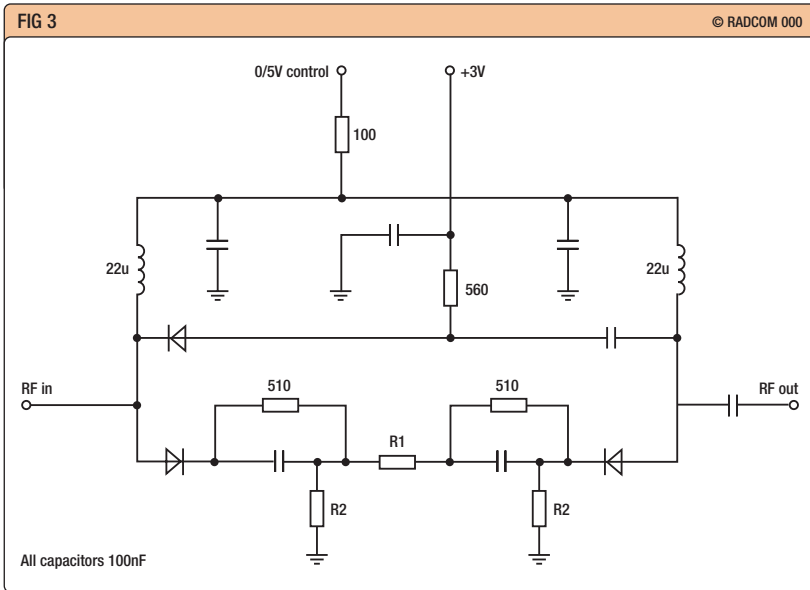 FIG 3
© RADCOM 000
0/5V control
+3V
100
22u
22u
560
RF in
510
510
RF out
R1
R2
R2
All capacitors 100nF